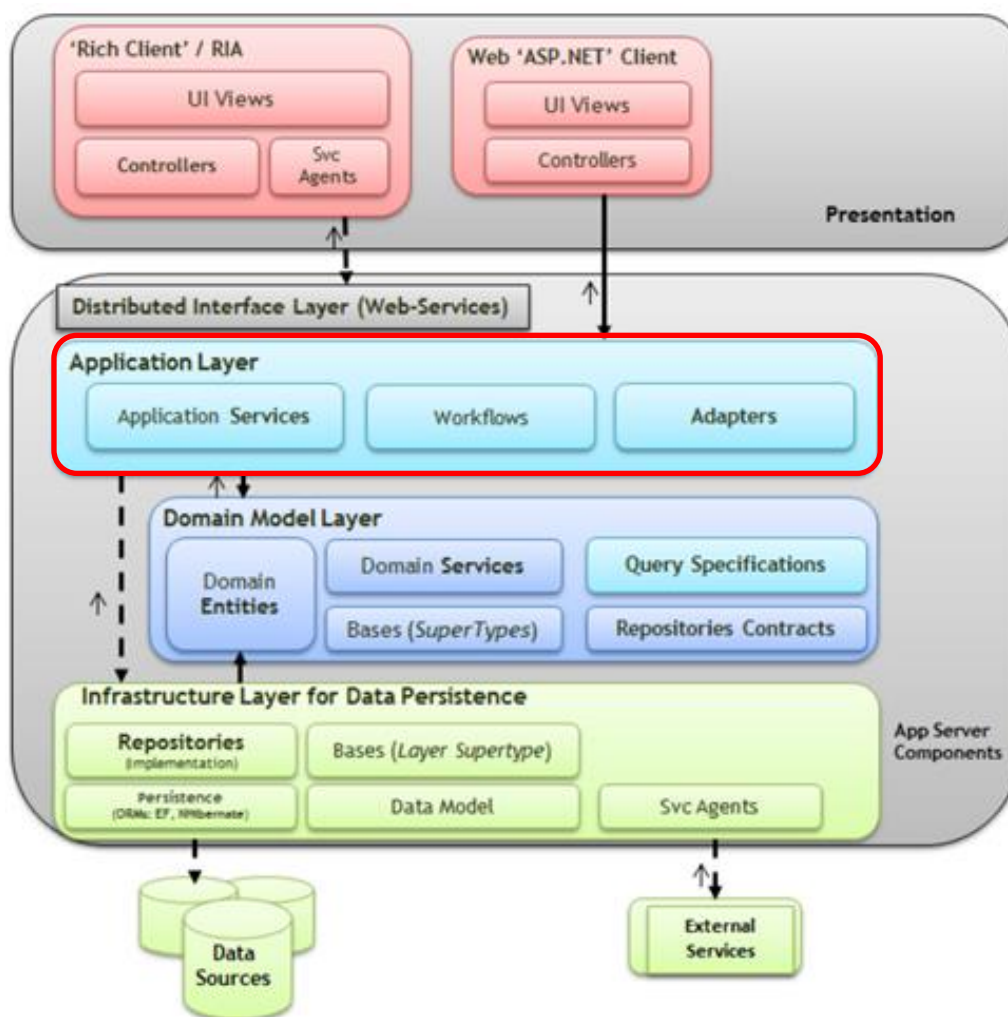 ‘Rich Client’ / RIA
UI Views
Controllers
Svc
Agents
Web ‘ASP.NET’ Client
UI Views
Controllers
Presentation
Distributed Interface Layer (Web-Services)
Application Layer
Application Services
Workflows
Adapters
Domain Model Layer
Domain
Entities
Domain Services
Query Specifications
Bases (SuperTypes)
Repositories Contracts
Infrastructure Layer for Data Persistence
Repositories
(Implementation)
Bases (Layer Supertype)
Persistence
(ORMs: EF, NHibernate)
Data Model
Svc Agents
App Server
Components
Data
Sources
External
Services